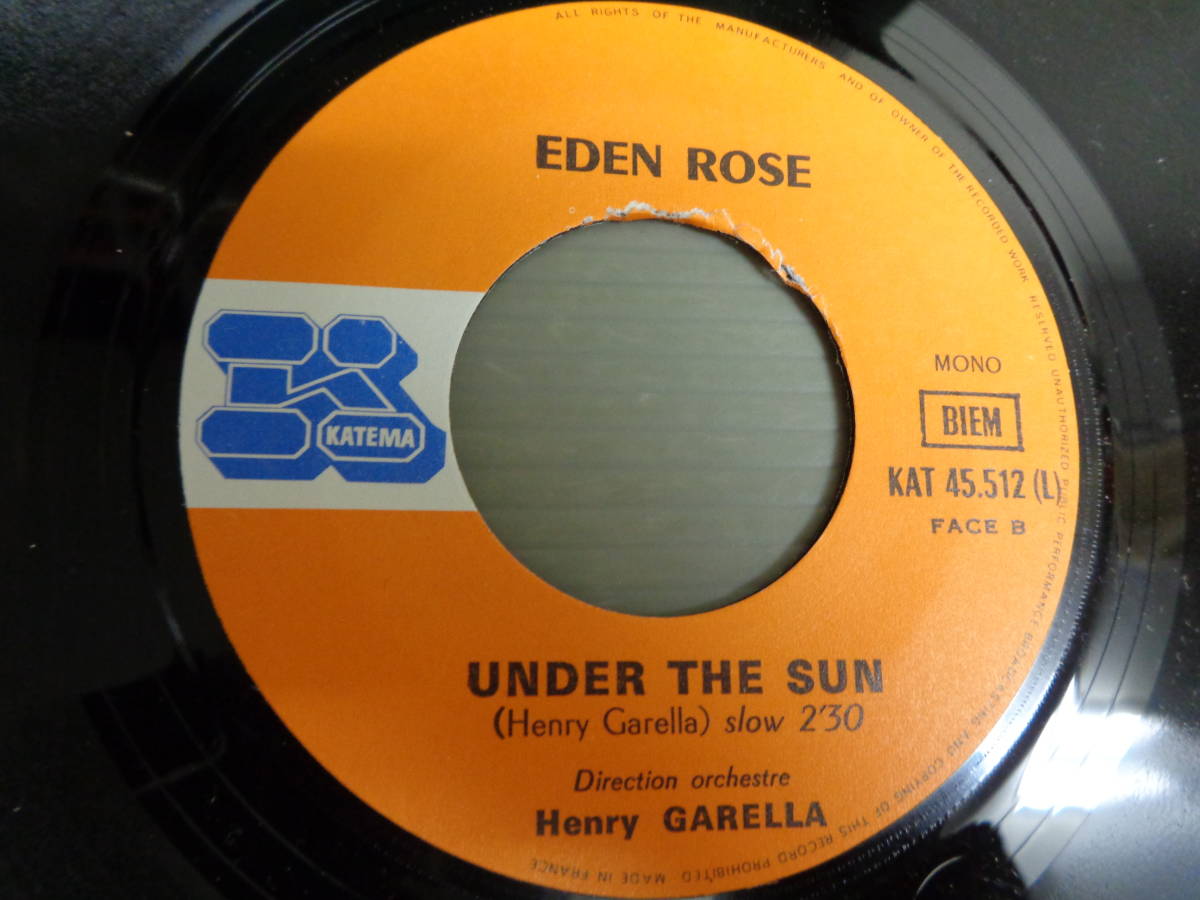 ALL RIGHTS OF THE MANUFACTURERS AND OF OWNER OF THE RECORDED WORK RESERVED UNAUTHORIZED PUBLIC PERFORMANCE BROADCASTING AND COPYING OF THIS RECORD PROHIBITED MADE IN FRANCE
EDEN ROSE
KATEMA
MONO
BIEM
KAT 45.512 (L)
FACE B
UNDER THE SUN
(Henry Garella) slow 2'30
Direction orchestre
Henry GARELLA